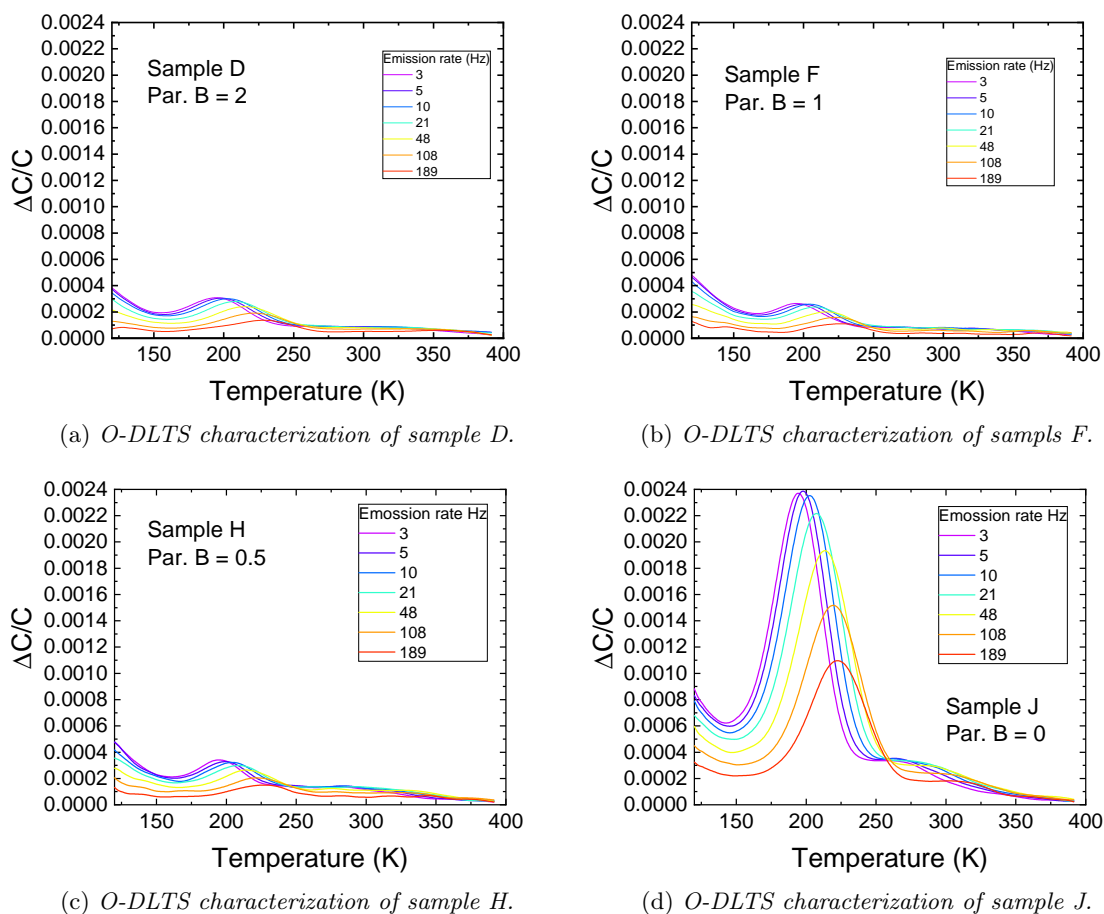 0.0024
0.0022
0.0020
0.0018
0.0016
0.0014
0.0012
0.0010
0.0008
0.0006
0.0004
0.0002
0.0000
ΔC/C
Sample D
Par. B = 2
Emission rate (Hz)
3
5
10
21
48
108
189
150 200 250 300 350 400
Temperature (K)
(a) O-DLTS characterization of sample D.
0.0024
0.0022
0.0020
0.0018
0.0016
0.0014
0.0012
0.0010
0.0008
0.0006
0.0004
0.0002
0.0000
ΔC/C
Sample F
Par. B = 1
Emission rate (Hz)
3
5
10
21
48
108
189
150 200 250 300 350 400
Temperature (K)
(b) O-DLTS characterization of sampls F.
0.0024
0.0022
0.0020
0.0018
0.0016
0.0014
0.0012
0.0010
0.0008
0.0006
0.0004
0.0002
0.0000
ΔC/C
Sample H
Par. B = 0.5
Emossion rate Hz
3
5
10
21
48
108
189
150 200 250 300 350 400
Temperature (K)
(c) O-DLTS characterization of sample H.
0.0024
0.0022
0.0020
0.0018
0.0016
0.0014
0.0012
0.0010
0.0008
0.0006
0.0004
0.0002
0.0000
ΔC/C
Emossion rate Hz
3
5
10
21
48
108
189
Sample J
Par. B = 0
150 200 250 300 350 400
Temperature (K)
(d) O-DLTS characterization of sample J.